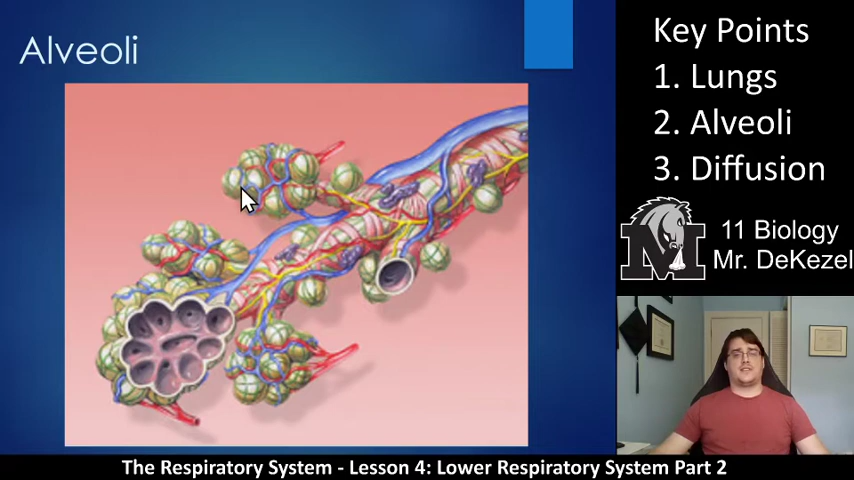 Alveoli
Key Points
1. Lungs
2. Alveoli
3. Diffusion
M
11 Biology
Mr. DeKezel
The Respiratory System - Lesson 4: Lower Respiratory System Part 2